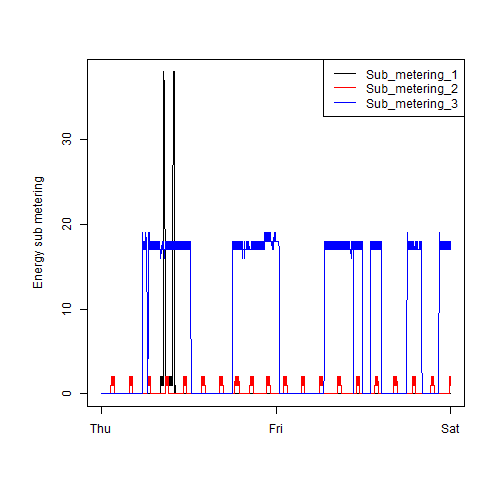 Sub_metering_1
Sub_metering_2
Sub_metering_3
Energy sub metering
30
20
10
0
Thu Fri Sat